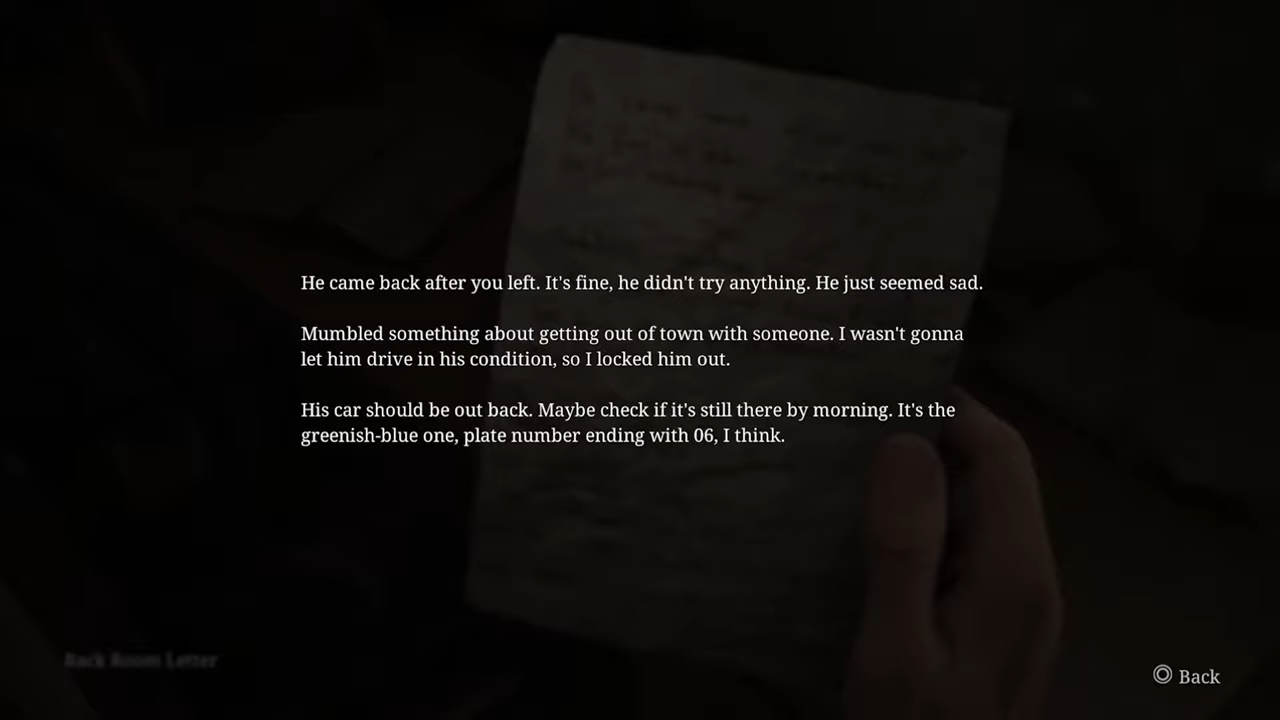 He came back after you left. It's fine, he didn't try anything. He just seemed sad.
Mumbled something about getting out of town with someone. I wasn't gonna
let him drive in his condition, so I locked him out.
His car should be out back. Maybe check if it's still there by morning. It's the
greenish-blue one, plate number ending with 06, I think.
Back Room Letter
Back